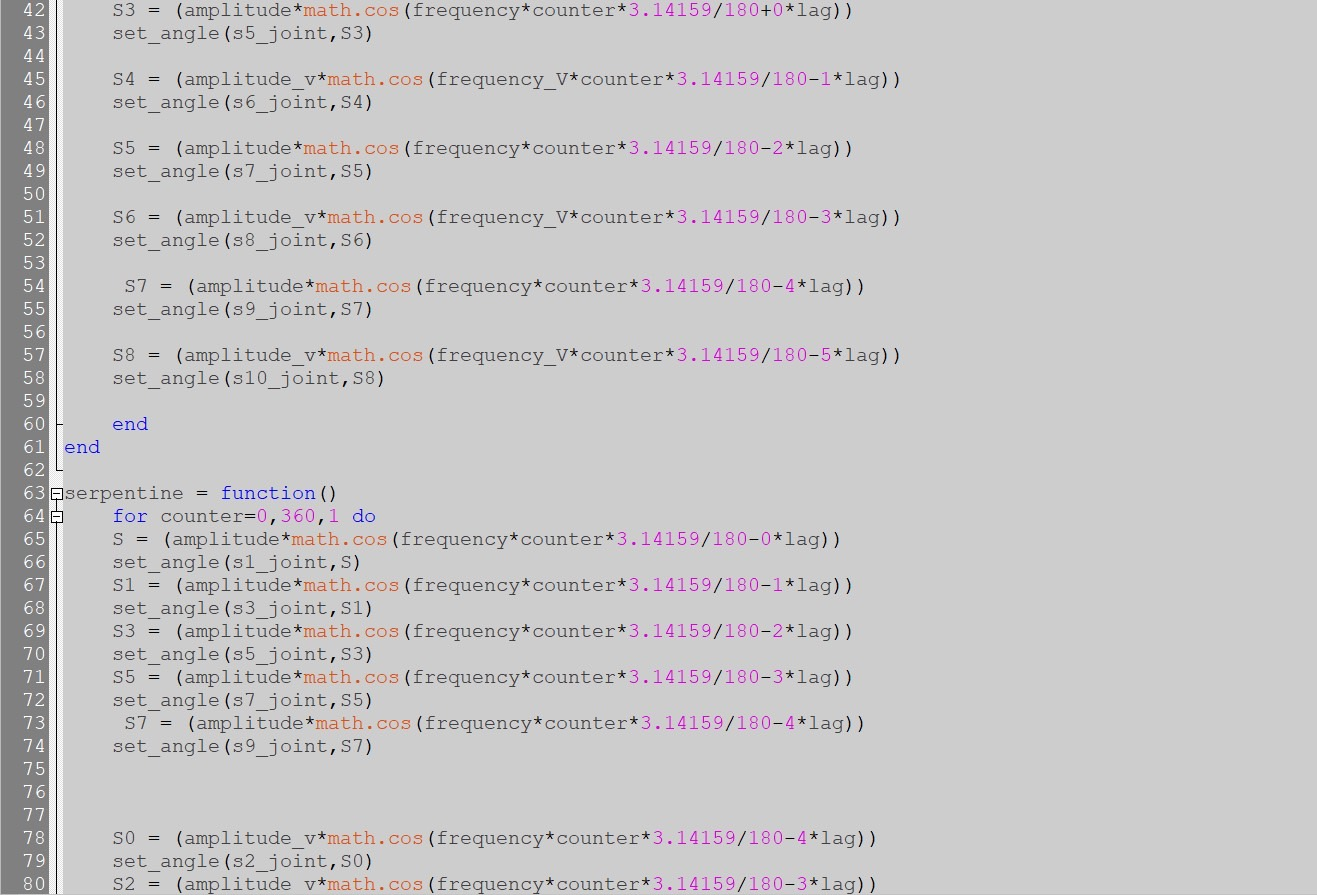 42 S3 = (amplitude*math.cos(frequency*counter*3.14159/180+0*lag))
43 set_angle(s5_joint,S3)
44
45 S4 = (amplitude_v*math.cos(frequency_V*counter*3.14159/180-1*lag))
46 set_angle(s6_joint,S4)
47
48 S5 = (amplitude*math.cos(frequency*counter*3.14159/180-2*lag))
49 set_angle(s7_joint,S5)
50
51 S6 = (amplitude_v*math.cos(frequency_V*counter*3.14159/180-3*lag))
52 set_angle(s8_joint,S6)
53
54 S7 = (amplitude*math.cos(frequency*counter*3.14159/180-4*lag))
55 set_angle(s9_joint,S7)
56
57 S8 = (amplitude_v*math.cos(frequency_V*counter*3.14159/180-5*lag))
58 set_angle(s10_joint,S8)
59
60 end
61 end
62
63 serpentine = function()
64 for counter=0,360,1 do
65 S = (amplitude*math.cos(frequency*counter*3.14159/180-0*lag))
66 set_angle(s1_joint,S)
67 S1 = (amplitude*math.cos(frequency*counter*3.14159/180-1*lag))
68 set_angle(s3_joint,S1)
69 S3 = (amplitude*math.cos(frequency*counter*3.14159/180-2*lag))
70 set_angle(s5_joint,S3)
71 S5 = (amplitude*math.cos(frequency*counter*3.14159/180-3*lag))
72 set_angle(s7_joint,S5)
73 S7 = (amplitude*math.cos(frequency*counter*3.14159/180-4*lag))
74 set_angle(s9_joint,S7)
75
76
77
78 S0 = (amplitude_v*math.cos(frequency*counter*3.14159/180-4*lag))
79 set_angle(s2_joint,S0)
80 S2 = (amplitude_v*math.cos(frequency*counter*3.14159/180-3*lag))